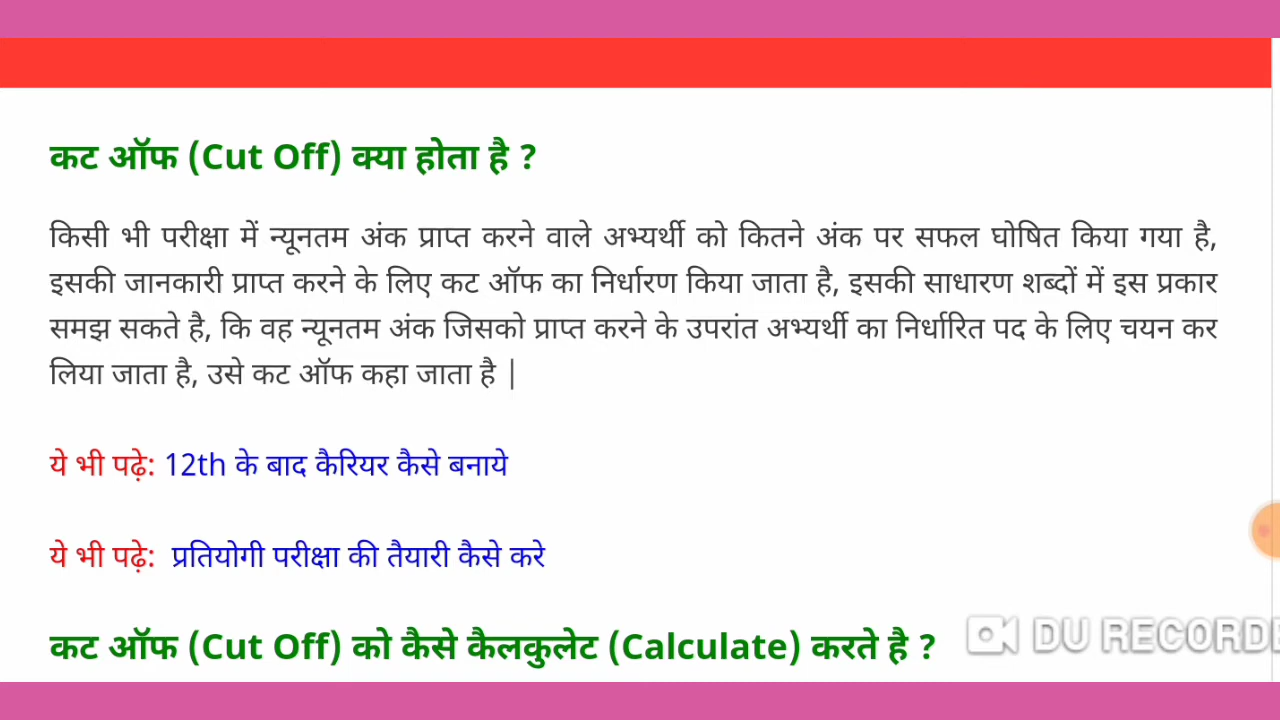 कट ऑफ (Cut Off) क्या होता है ?
किसी भी परीक्षा में न्यूनतम अंक प्राप्त करने वाले अभ्यर्थी को कितने अंक पर सफल घोषित किया गया है,
इसकी जानकारी प्राप्त करने के लिए कट ऑफ का निर्धारण किया जाता है, इसकी साधारण शब्दों में इस प्रकार
समझ सकते है, कि वह न्यूनतम अंक जिसको प्राप्त करने के उपरांत अभ्यर्थी का निर्धारित पद के लिए चयन कर
लिया जाता है, उसे कट ऑफ कहा जाता है |
ये भी पढ़े: 12th के बाद कैरियर कैसे बनाये
ये भी पढ़े: प्रतियोगी परीक्षा की तैयारी कैसे करे
कट ऑफ (Cut Off) को कैसे कैलकुलेट (Calculate) करते है ?
DU RECORDE